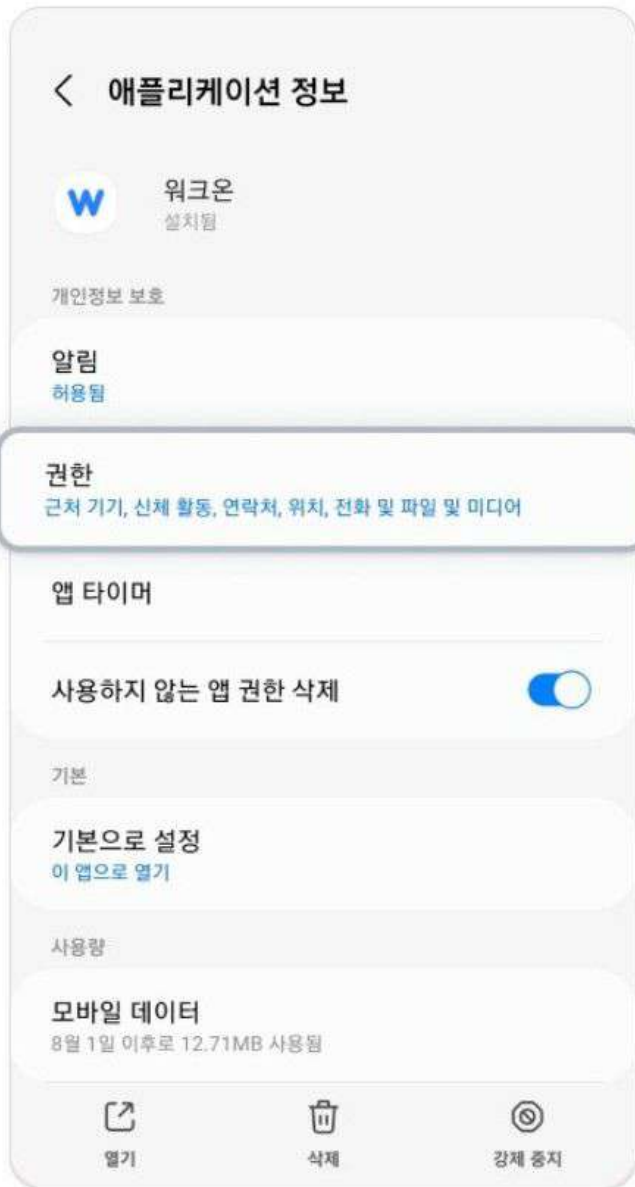 애플리케이션 정보
W
워크온
설치됨
개인정보 보호
알림
허용됨
권한
근처 기기, 신체 활동, 연락처, 위치, 전화 및 파일 및 미디어
앱 타이머
사용하지 않는 앱 권한 삭제
기본
기본으로 설정
이 앱으로 열기
사용량
모바일 데이터
8월 1일 이후로 12.71MB 사용됨
열기
삭제
강제 중지